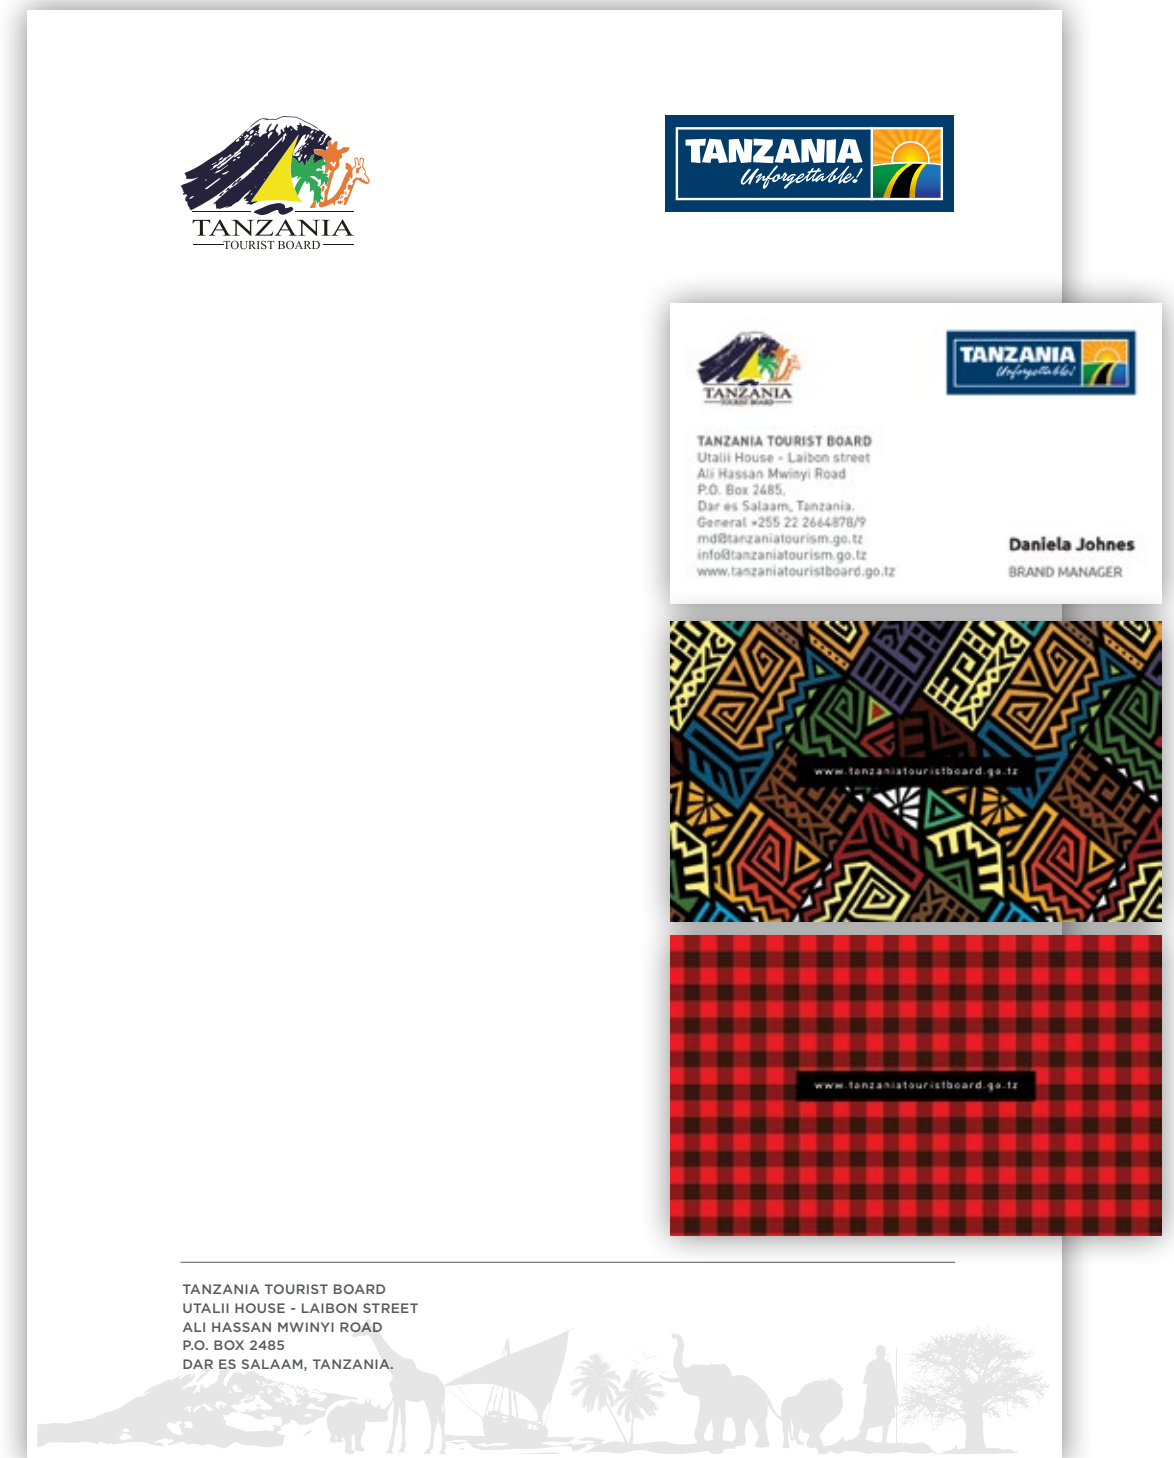 TANZANIA
TOURIST BOARD
TANZANIA
Unforgettable!
TANZANIA
TOURIST BOARD
TANZANIA
Unforgettable!
TANZANIA TOURIST BOARD
Utalii House - Laibon street
Ali Hassan Mwinyi Road
P.O. Box 2485,
Dar es Salaam, Tanzania.
General +255 22 2664878/9
md@tanzaniatourism.go.tz
info@tanzaniatourism.go.tz
www.tanzaniatouristboard.go.tz
Daniela Johnes
BRAND MANAGER
www.tanzaniatouristboard.go.tz
www.tanzaniatouristboard.go.tz
TANZANIA TOURIST BOARD
UTALII HOUSE - LAIBON STREET
ALI HASSAN MWINYI ROAD
P.O. BOX 2485
DAR ES SALAAM, TANZANIA.